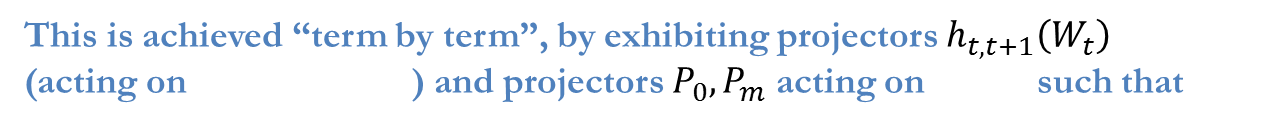 This is achieved “term by term”, by exhibiting projectors $h_{t,t+1}(W_t)$
(acting on ) and projectors $P_0, P_m$ acting on such that